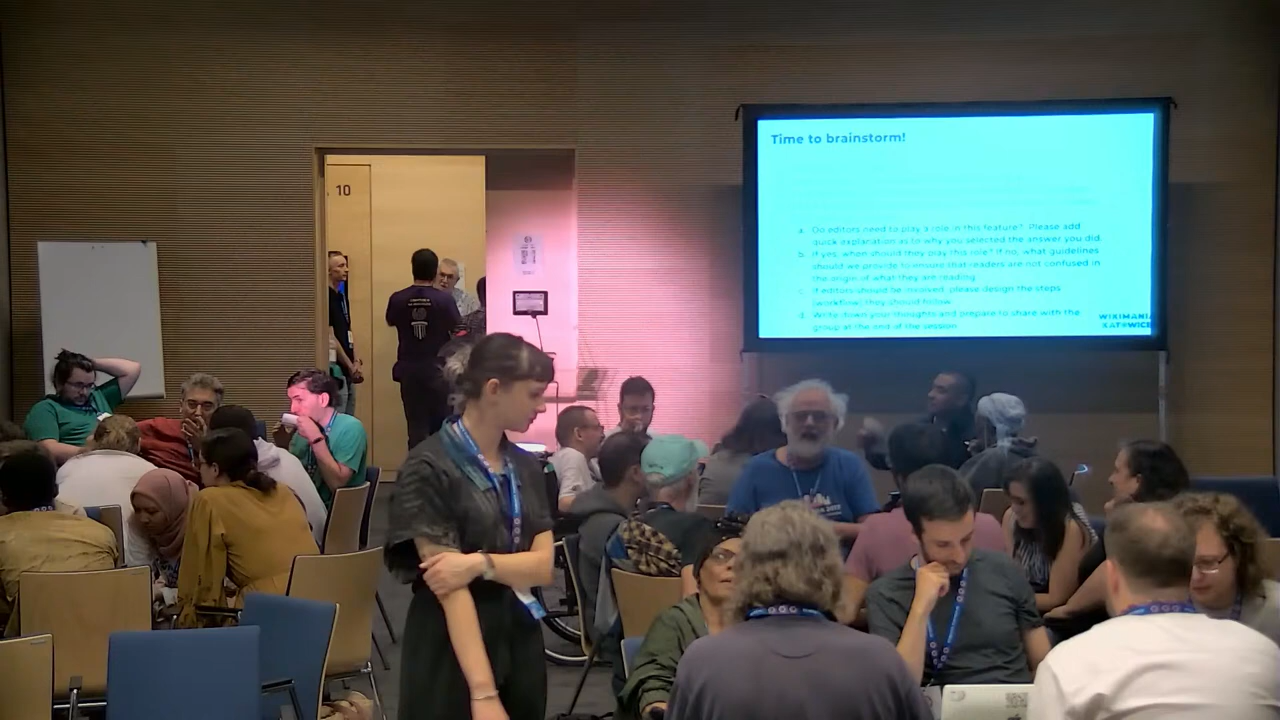 Time to brainstorm!
a. Do editors need to play a role in this feature? Please add
quick explanation as to why you selected the answer you did.
b. If yes, when should they play this role? If no, what guidelines
should we provide to ensure that readers are not confused in
the origin of what they are reading.
c. If editors should be involved, please design the steps
(workflow) they should follow.
d. Write down your thoughts and prepare to share with the
group at the end of the session.
WIKIMANIA
KATOWICE
10